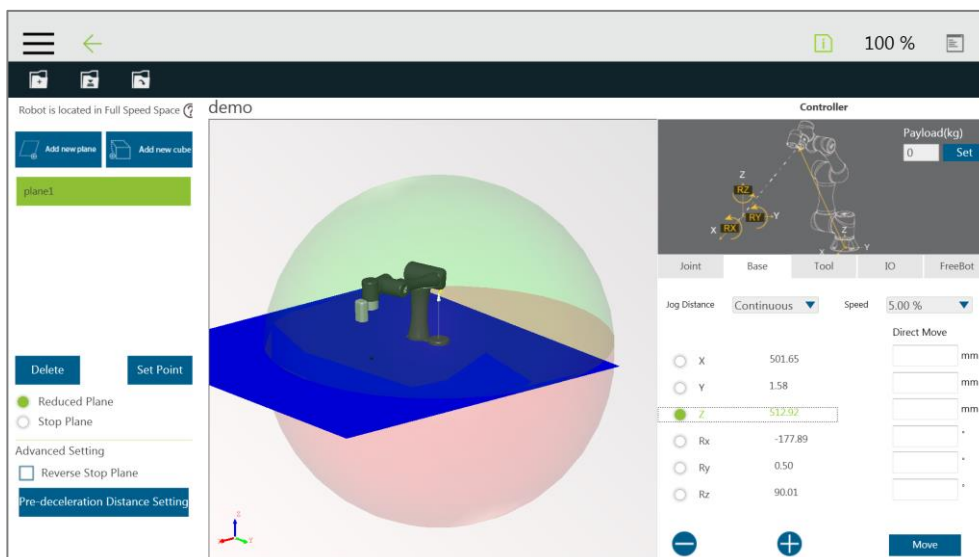 100 %
Robot is located in Full Speed Space
demo
Controller
Add new plane
Add new cube
plane1
Payload(kg)
0
Set
Z
RZ
RY
Y
X
RX
Z
Y
X
Joint
Base
Tool
IO
FreeBot
Jog Distance
Continuous
Speed
5.00 %
Direct Move
X 501.65 mm
Y 1.58 mm
Z 512.92 mm
Rx -177.89 °
Ry 0.50 °
Rz 90.01 °
Delete
Set Point
Reduced Plane
Stop Plane
Advanced Setting
Reverse Stop Plane
Pre-deceleration Distance Setting
Move